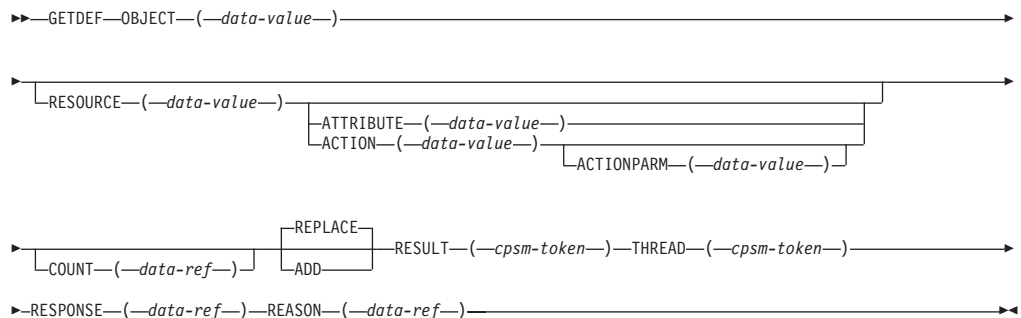 GETDEF OBJECT ( data-value )
RESOURCE ( data-value )
ATTRIBUTE ( data-value )
ACTION ( data-value )
ACTIONPARM ( data-value )
REPLACE
COUNT ( data-ref ) ADD RESULT ( cpsm-token ) THREAD ( cpsm-token )
RESPONSE ( data-ref ) REASON ( data-ref )